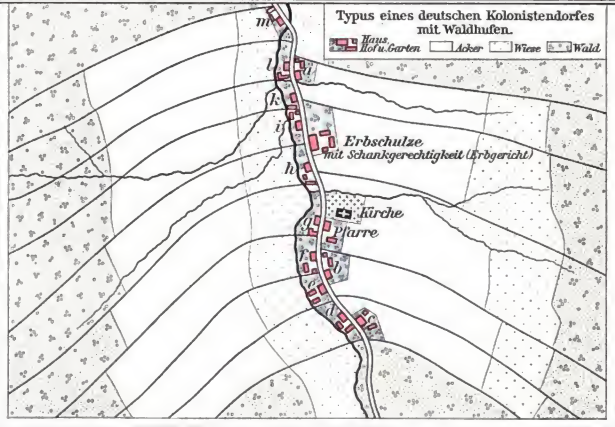 Typus eines deutschen Kolonistendorfes
mit Waldhufen.
Haus
Hof u. Garten Acker Wiese Wald
m
l a
k
i
Erbschulze
mit Schankgerechtigkeit (Erbgericht)
h
Kirche
g
Pfarre
f b
e
d c